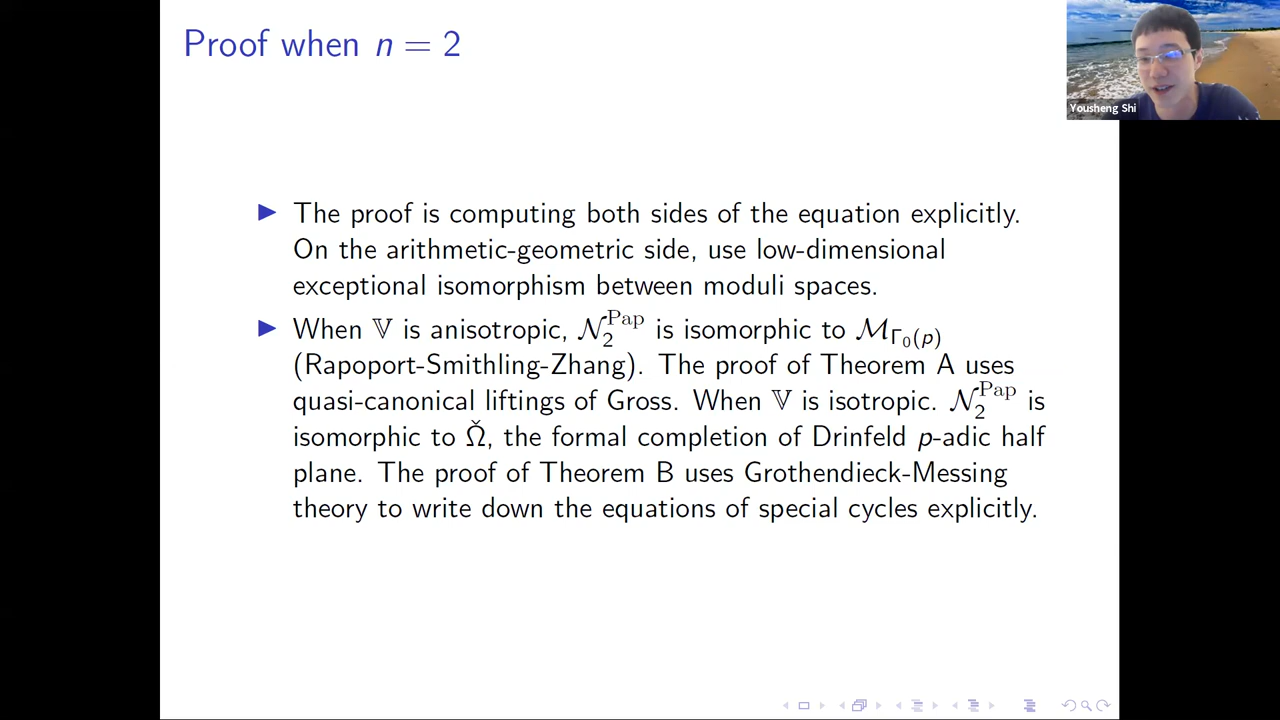 Proof when n = 2
Yousheng Shi
▶ The proof is computing both sides of the equation explicitly.
On the arithmetic-geometric side, use low-dimensional
exceptional isomorphism between moduli spaces.
▶ When 𝕍 is anisotropic, 𝒩₂^Pap is isomorphic to ℳ_Γ₀(p)
(Rapoport-Smithling-Zhang). The proof of Theorem A uses
quasi-canonical liftings of Gross. When 𝕍 is isotropic. 𝒩₂^Pap is
isomorphic to Ω̌, the formal completion of Drinfeld p-adic half
plane. The proof of Theorem B uses Grothendieck-Messing
theory to write down the equations of special cycles explicitly.